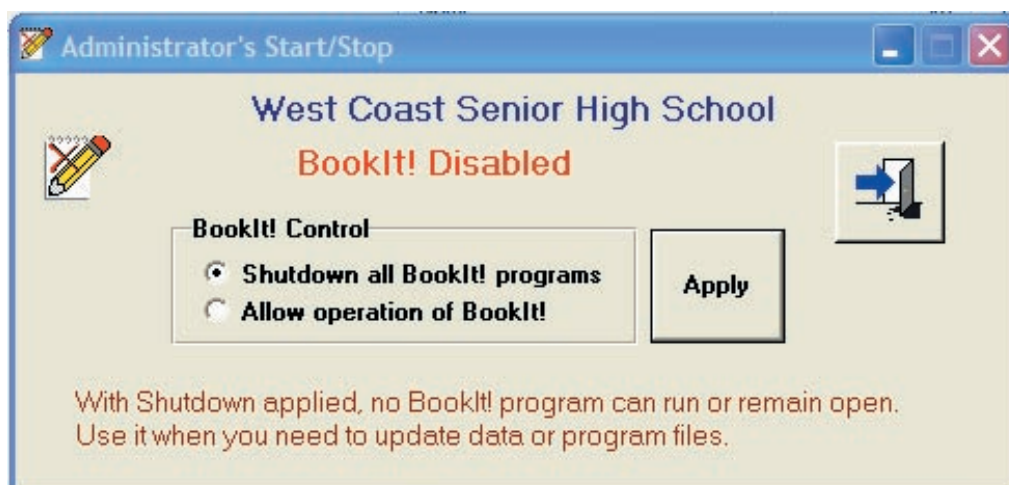 Administrator's Start/Stop
West Coast Senior High School
BookIt! Disabled
BookIt! Control
Shutdown all BookIt! programs
Allow operation of BookIt!
Apply
With Shutdown applied, no BookIt! program can run or remain open.
Use it when you need to update data or program files.